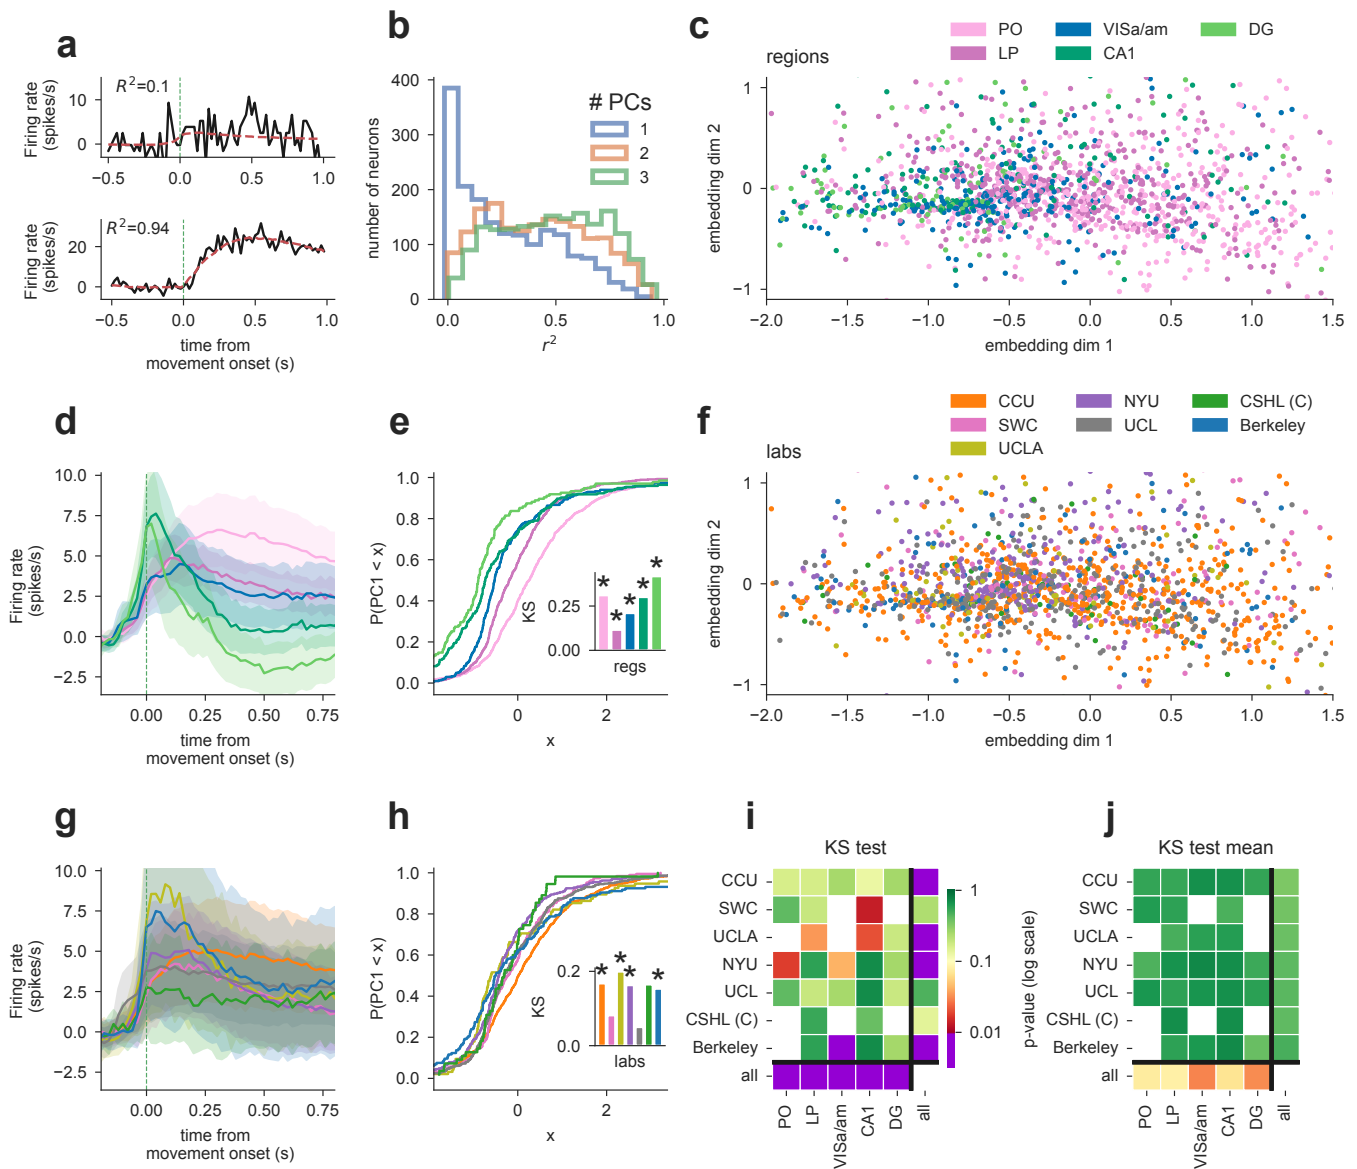 a
R²=0.1
Firing rate
(spikes/s)
10
0
−0.5
0.0
0.5
1.0
R²=0.94
Firing rate
(spikes/s)
20
0
−0.5
0.0
0.5
1.0
time from
movement onset (s)
b
number of neurons
400
300
200
100
0
# PCs
1
2
3
0.0
0.5
1.0
r²
c
PO
VISa/am
DG
LP
CA1
regions
embedding dim 2
1
0
−1
−2.0
−1.5
−1.0
−0.5
0.0
0.5
1.0
1.5
embedding dim 1
d
Firing rate
(spikes/s)
10.0
7.5
5.0
2.5
0.0
−2.5
0.00
0.25
0.50
0.75
time from
movement onset (s)
e
P(PC1 < x)
1.0
0.8
0.6
0.4
0.2
0.0
KS
0.25
0.00
* * * * *
regs
0
2
x
f
CCU
NYU
CSHL (C)
SWC
UCL
Berkeley
UCLA
labs
embedding dim 2
1
0
−1
−2.0
−1.5
−1.0
−0.5
0.0
0.5
1.0
1.5
embedding dim 1
g
Firing rate
(spikes/s)
10.0
7.5
5.0
2.5
0.0
−2.5
0.00
0.25
0.50
0.75
time from
movement onset (s)
h
P(PC1 < x)
1.0
0.8
0.6
0.4
0.2
0.0
KS
0.2
0.0
* * * * *
labs
0
2
x
i
KS test
CCU
SWC
UCLA
NYU
UCL
CSHL (C)
Berkeley
all
PO
LP
VISa/am
CA1
DG
all
1
0.1
0.01
p-value (log scale)
j
KS test mean
CCU
SWC
UCLA
NYU
UCL
CSHL (C)
Berkeley
all
PO
LP
VISa/am
CA1
DG
all